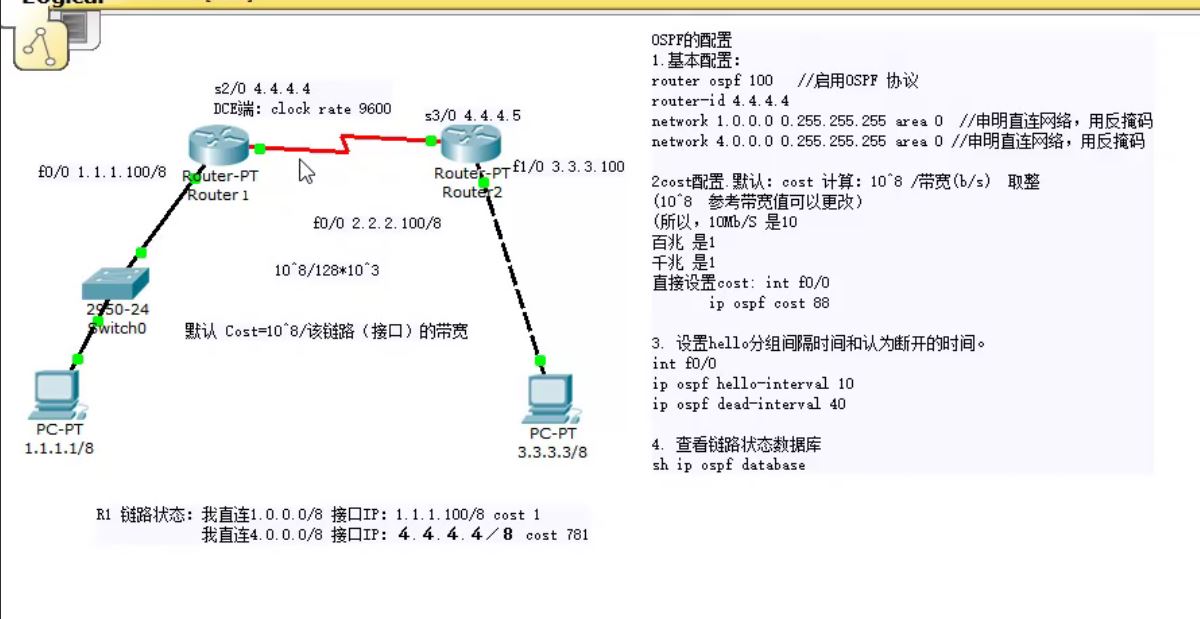 Logical
s2/0 4.4.4.4
DCE端: clock rate 9600
s3/0 4.4.4.5
f0/0 1.1.1.100/8
Router-PT
Router1
Router-PT
Router2
f1/0 3.3.3.100
f0/0 2.2.2.100/8
10^8/128*10^3
2950-24
Switch0
默认 Cost=10^8/该链路（接口）的带宽
PC-PT
1.1.1.1/8
PC-PT
3.3.3.3/8
R1 链路状态: 我直连1.0.0.0/8 接口IP: 1.1.1.100/8 cost 1
我直连4.0.0.0/8 接口IP: 4.4.4.4/8 cost 781
OSPF的配置
1.基本配置:
router ospf 100 //启用OSPF 协议
router-id 4.4.4.4
network 1.0.0.0 0.255.255.255 area 0 //申明直连网络，用反掩码
network 4.0.0.0 0.255.255.255 area 0 //申明直连网络，用反掩码
2cost配置.默认: cost 计算: 10^8 /带宽(b/s) 取整
(10^8 参考带宽值可以更改)
(所以，10Mb/S 是10
百兆 是1
千兆 是1
直接设置cost: int f0/0
ip ospf cost 88
3. 设置hello分组间隔时间和认为断开的时间。
int f0/0
ip ospf hello-interval 10
ip ospf dead-interval 40
4. 查看链路状态数据库
sh ip ospf database